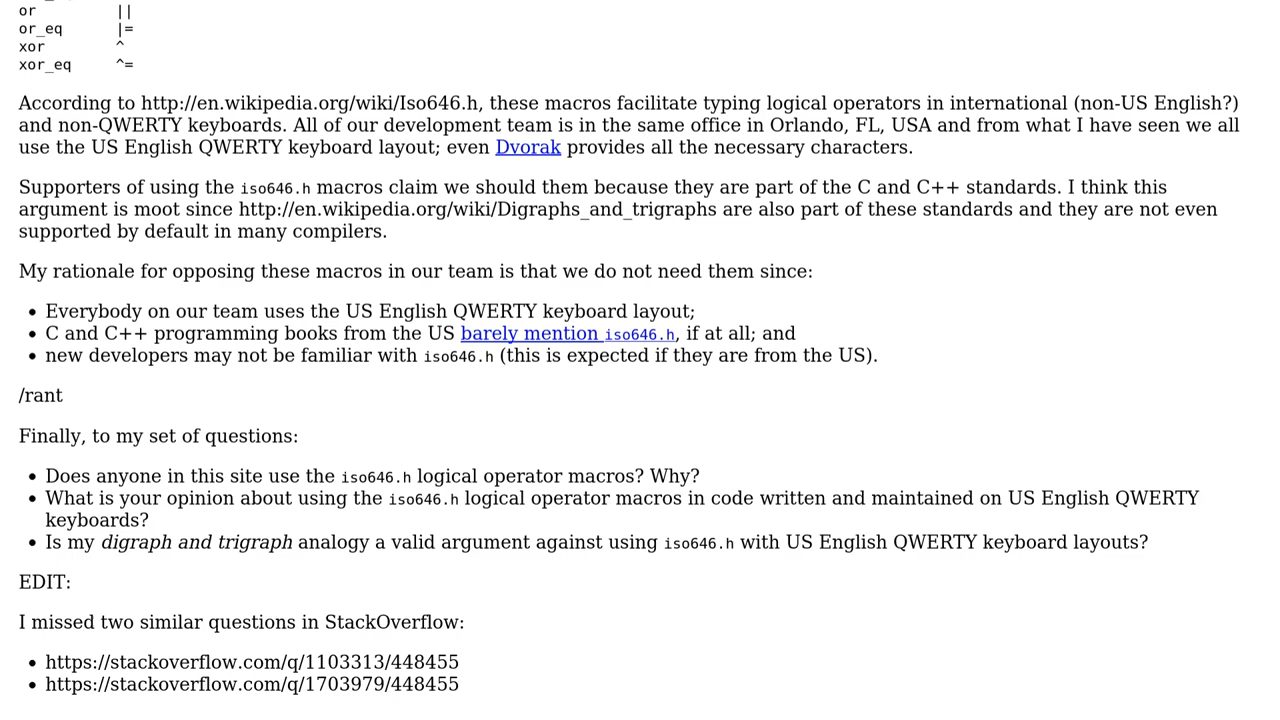 or ||
or_eq |=
xor ^
xor_eq ^=
According to http://en.wikipedia.org/wiki/Iso646.h, these macros facilitate typing logical operators in international (non-US English?)
and non-QWERTY keyboards. All of our development team is in the same office in Orlando, FL, USA and from what I have seen we all
use the US English QWERTY keyboard layout; even Dvorak provides all the necessary characters.
Supporters of using the iso646.h macros claim we should them because they are part of the C and C++ standards. I think this
argument is moot since http://en.wikipedia.org/wiki/Digraphs_and_trigraphs are also part of these standards and they are not even
supported by default in many compilers.
My rationale for opposing these macros in our team is that we do not need them since:
• Everybody on our team uses the US English QWERTY keyboard layout;
• C and C++ programming books from the US barely mention iso646.h, if at all; and
• new developers may not be familiar with iso646.h (this is expected if they are from the US).
/rant
Finally, to my set of questions:
• Does anyone in this site use the iso646.h logical operator macros? Why?
• What is your opinion about using the iso646.h logical operator macros in code written and maintained on US English QWERTY
keyboards?
• Is my digraph and trigraph analogy a valid argument against using iso646.h with US English QWERTY keyboard layouts?
EDIT:
I missed two similar questions in StackOverflow:
• https://stackoverflow.com/q/1103313/448455
• https://stackoverflow.com/q/1703979/448455